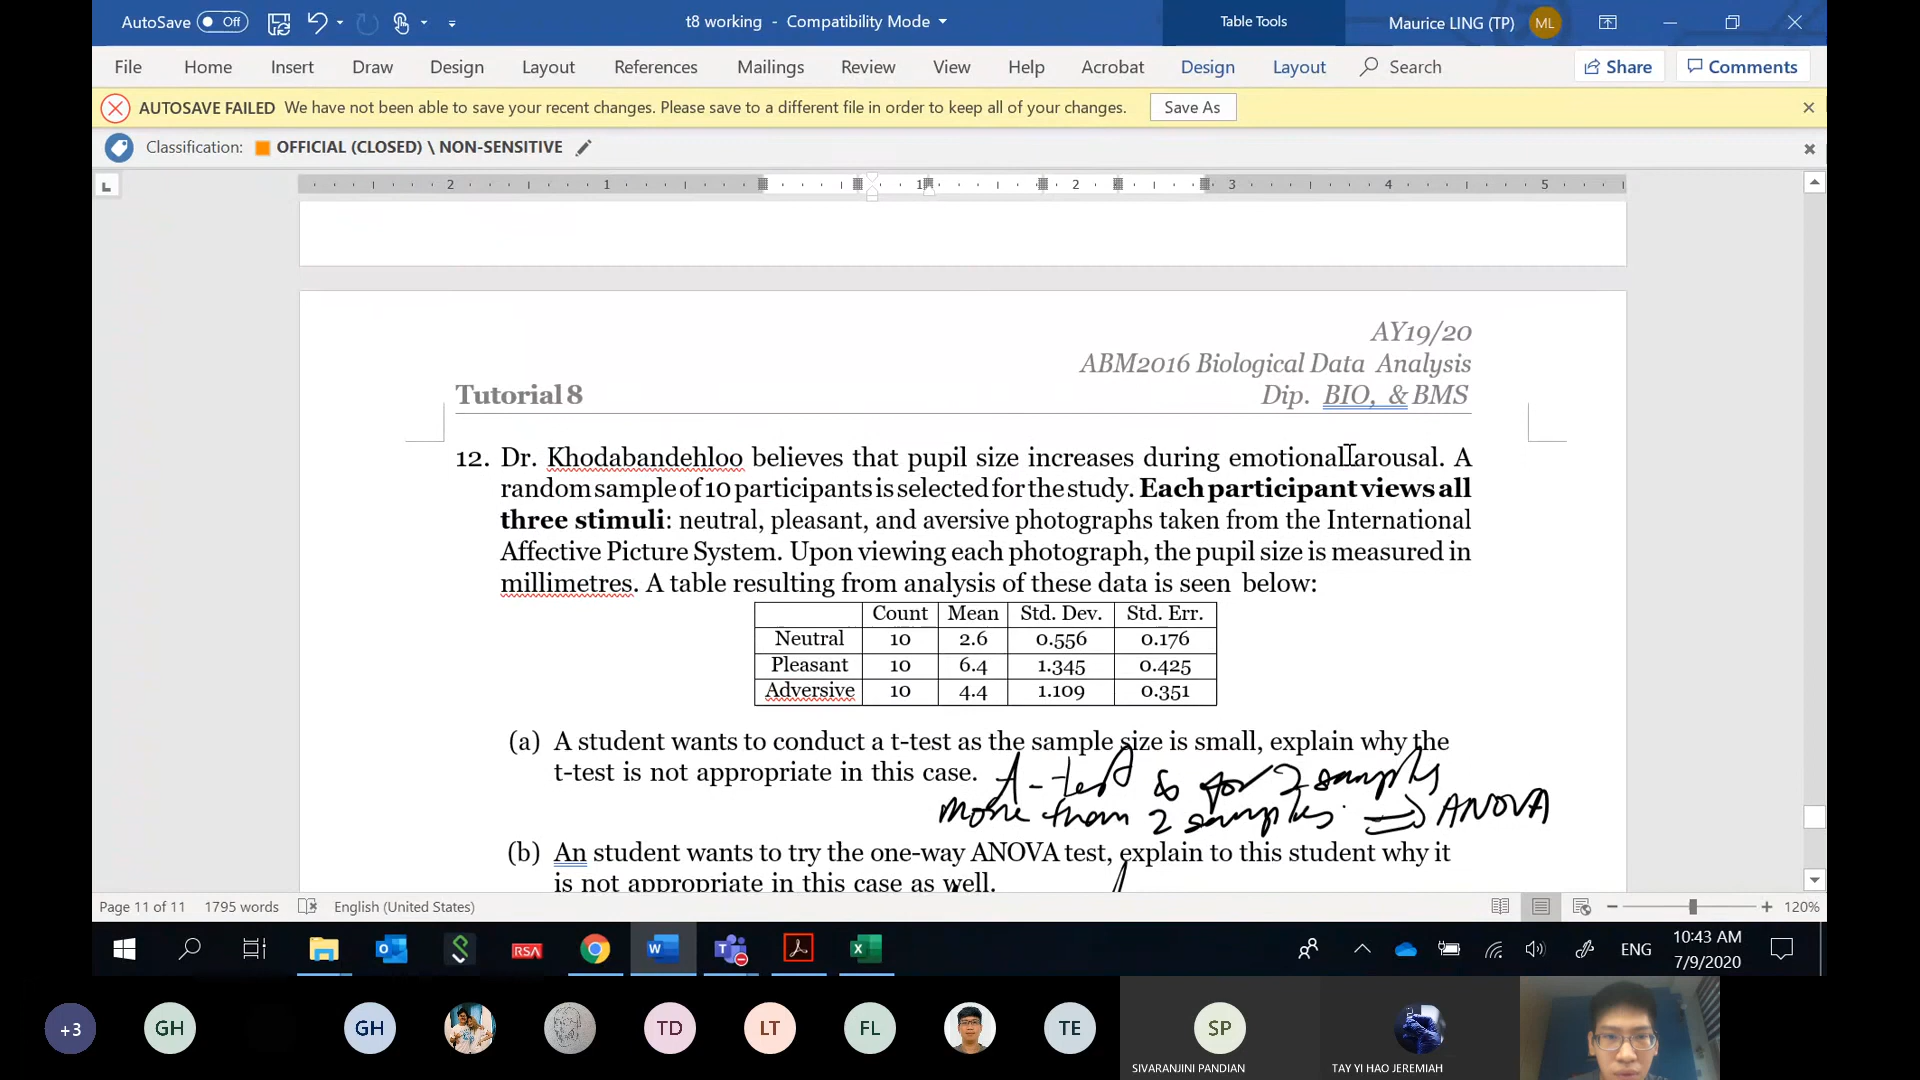 AutoSave Off t8 working - Compatibility Mode Table Tools Maurice LING (TP) ML
File Home Insert Draw Design Layout References Mailings Review View Help Acrobat Design Layout Search Share Comments
AUTOSAVE FAILED We have not been able to save your recent changes. Please save to a different file in order to keep all of your changes. Save As
Classification: OFFICIAL (CLOSED) \ NON-SENSITIVE
2 1 1 2 3 4 5
AY19/20
ABM2016 Biological Data Analysis
Tutorial 8 Dip. BIO, & BMS
12. Dr. Khodabandehloo believes that pupil size increases during emotional arousal. A
random sample of 10 participants is selected for the study. Each participant views all
three stimuli: neutral, pleasant, and aversive photographs taken from the International
Affective Picture System. Upon viewing each photograph, the pupil size is measured in
millimetres. A table resulting from analysis of these data is seen below:
Count Mean Std. Dev. Std. Err.
Neutral 10 2.6 0.556 0.176
Pleasant 10 6.4 1.345 0.425
Adversive 10 4.4 1.109 0.351
(a) A student wants to conduct a t-test as the sample size is small, explain why the
t-test is not appropriate in this case.
t-test is for 2 samples
more than 2 samples => ANOVA
(b) An student wants to try the one-way ANOVA test, explain to this student why it
is not appropriate in this case as well.
Page 11 of 11 1795 words English (United States) 120%
RSA ENG 10:43 AM
7/9/2020
+3 GH GH TD LT FL TE SP
SIVARANJINI PANDIAN TAY YI HAO JEREMIAH